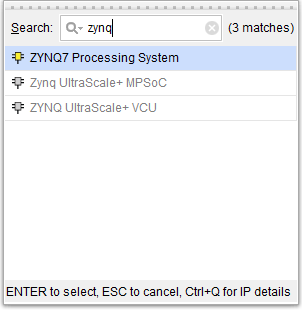 Search: zynq (3 matches)
ZYNQ7 Processing System
Zynq UltraScale+ MPSoC
ZYNQ UltraScale+ VCU
ENTER to select, ESC to cancel, Ctrl+Q for IP details